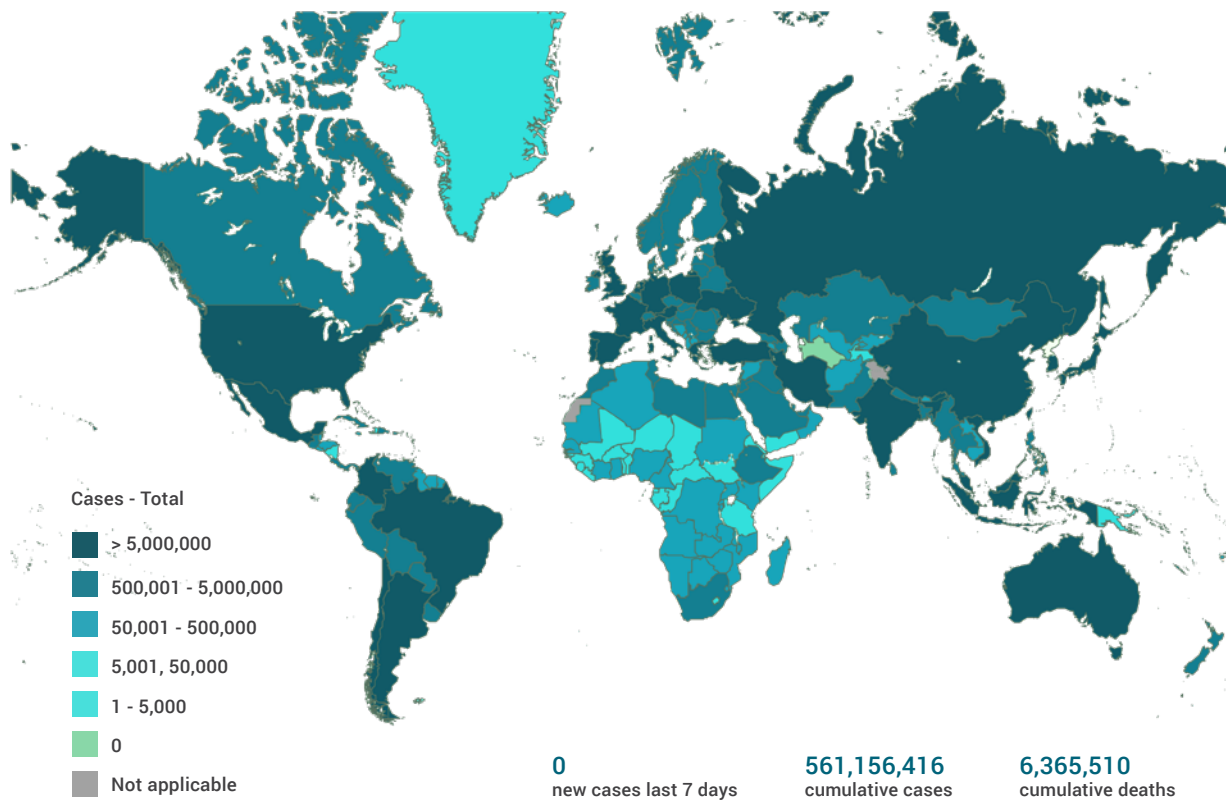 Cases - Total
> 5,000,000
500,001 - 5,000,000
50,001 - 500,000
5,001, 50,000
1 - 5,000
0
Not applicable
0
new cases last 7 days
561,156,416
cumulative cases
6,365,510
cumulative deaths